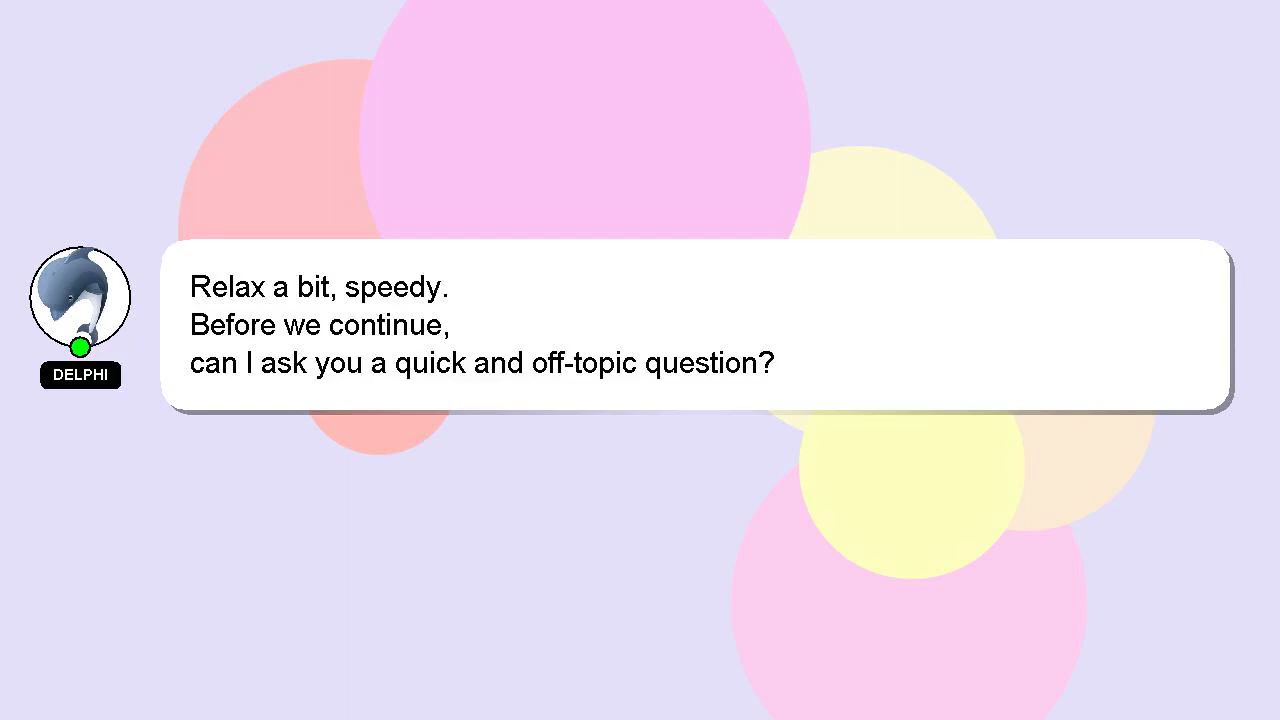 Relax a bit, speedy.
Before we continue,
can I ask you a quick and off-topic question?
DELPHI